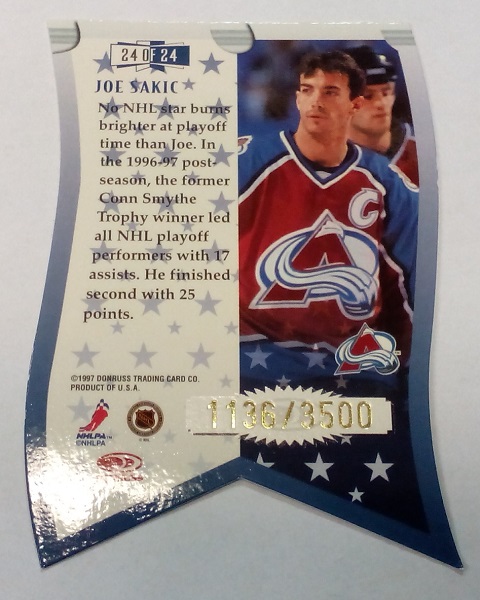 24 OF 24
JOE SAKIC
No NHL star burns
brighter at playoff
time than Joe. In
the 1996-97 post-
season, the former
Conn Smythe
Trophy winner led
all NHL playoff
performers with 17
assists. He finished
second with 25
points.
C
A
©1997 DONRUSS TRADING CARD CO.
PRODUCT OF U.S.A.
1136/3500
NHLPA™
©NHLPA